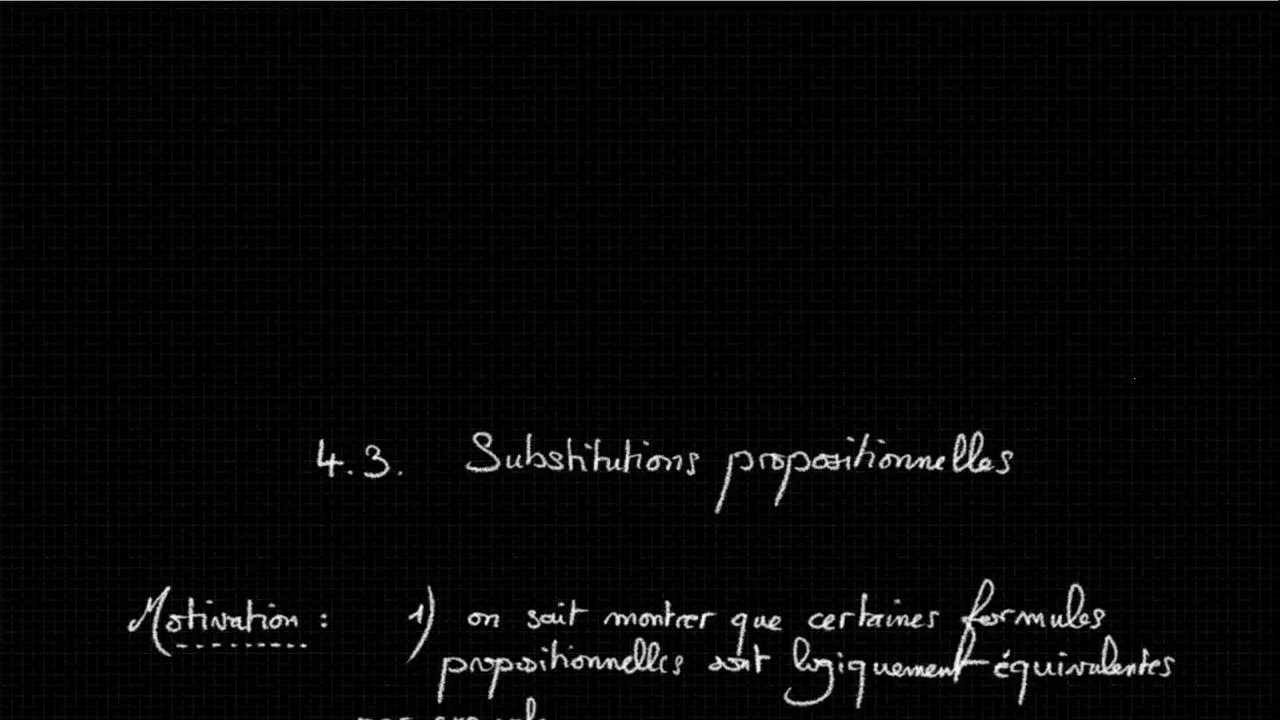 4.3. Substitutions propositionnelles
Motivation : 1) on sait montrer que certaines formules
propositionnelles sont logiquement équivalentes